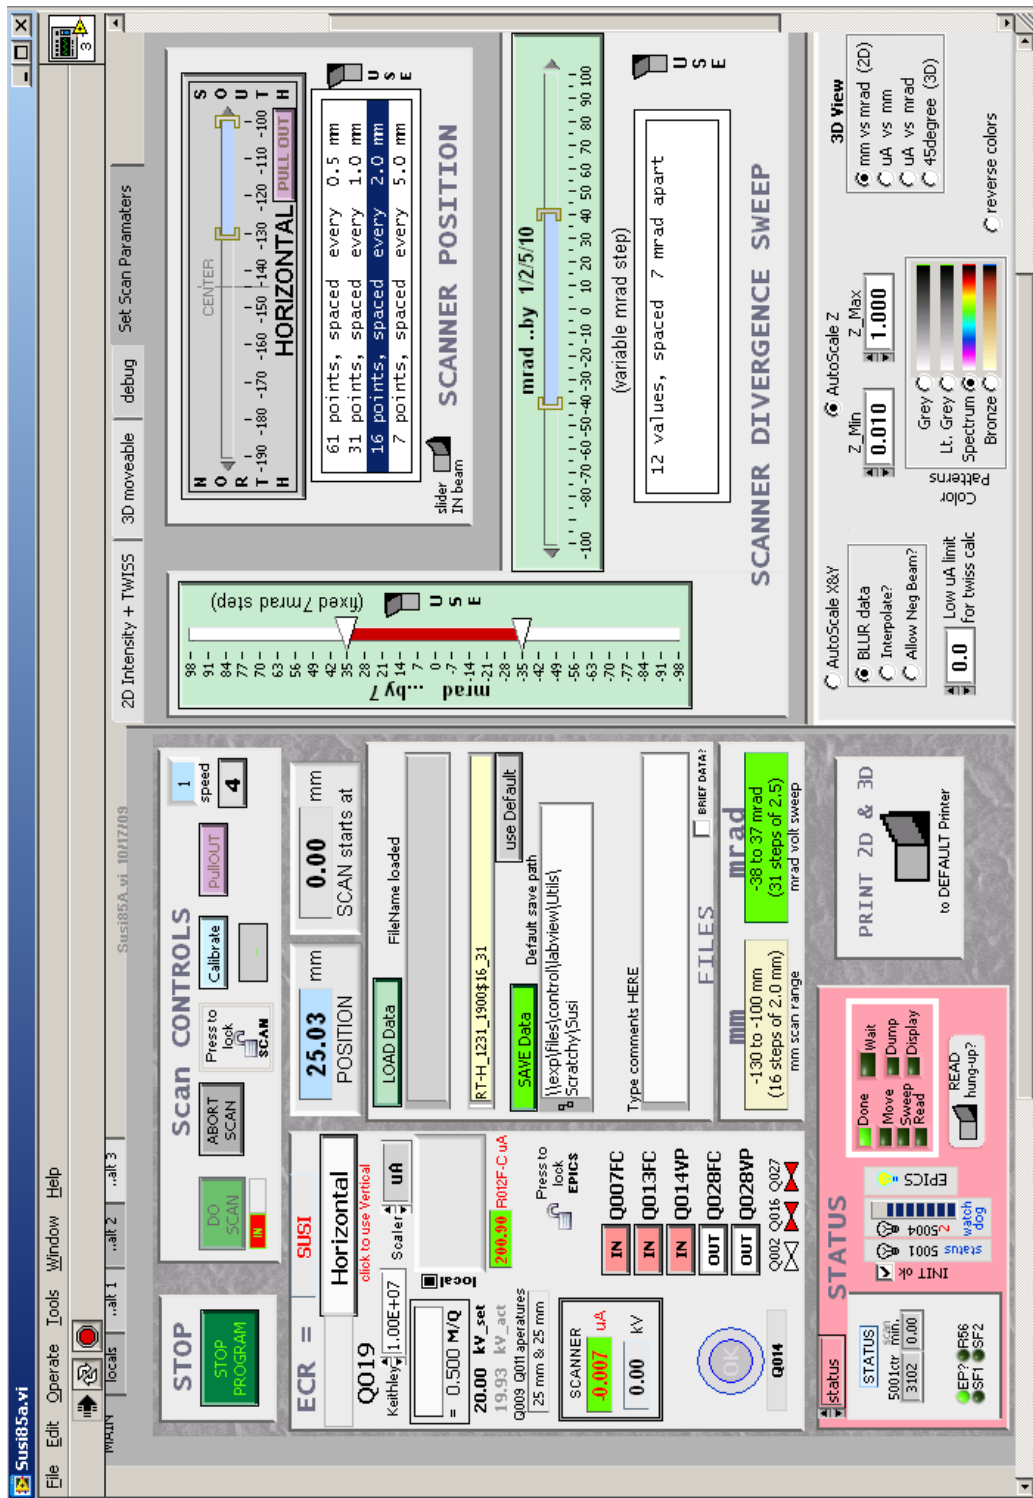 Susi85a.vi
File Edit Operate Tools Window Help
3
MAIN locals ..alt 1 ..alt 2 ..alt 3
Susi85A.vi 10/17/09
STOP
STOP
PROGRAM
Scan CONTROLS
DO
SCAN
IN
ABORT
SCAN
Press to
lock
SCAN
Calibrate
PullOUT
1
speed
4
ECR = SUSI
Horizontal
click to use Vertical
Q019
Keithley 1.00E+07 Scaler uA
= 0.500 M/Q
local
20.00 kV_set
19.93 kV_act
200.90 R012F-C uA
Q009 Q011 aperatures
25 mm & 25 mm
SCANNER
-0.007 uA
0.00 kV
Press to
lock
EPICS
IN Q007FC
IN Q013FC
IN Q014VP
OUT Q028FC
OUT Q028VP
OK
Q014
Q002 Q016 Q027
25.03 mm
POSITION
0.00 mm
SCAN starts at
LOAD Data
FileName loaded
RT-H_1231_1900$16_31
SAVE Data
Default save path
use Default
\\exp\files\control\labview\Utils\
Scratchy\Susi
Type comments HERE
FILES
BRIEF DATA?
mm
-130 to -100 mm
(16 steps of 2.0 mm)
mm scan range
mrad
-38 to 37 mrad
(31 steps of 2.5)
mrad volt sweep
STATUS
status
STATUS
5001ctr
3102
scan
min.
0.00
EP? R56
SF1 SF2
INIT ok
5001 status
2 5004 watch
dog
EPICS
Done
Wait
Move
Dump
Sweep
Display
Read
READ
hung-up?
PRINT 2D & 3D
to DEFAULT Printer
2D Intensity + TWISS 3D moveable debug Set Scan Paramaters
98
91
84
77
70
63
56
49
42
35
28
21
14
7
0
-7
-14
-21
-28
-35
-42
-49
-56
-63
-70
-77
-84
-91
-98
mrad ...by 7
(fixed 7mrad step)
USE
NORTH
CENTER
SOUTH
-190 -180 -170 -160 -150 -140 -130 -120 -110 -100
HORIZONTAL
PULL OUT
61 points, spaced every 0.5 mm
31 points, spaced every 1.0 mm
16 points, spaced every 2.0 mm
7 points, spaced every 5.0 mm
USE
slider
IN beam
SCANNER POSITION
mrad ..by 1/2/5/10
-100 -80 -70 -60 -50 -40 -30 -20 -10 0 10 20 30 40 50 60 70 80 90 100
(variable mrad step)
12 values, spaced 7 mrad apart
USE
SCANNER DIVERGENCE SWEEP
AutoScale X&Y
BLUR data
Interpolate?
Allow Neg Beam?
0.0
Low uA limit
for twiss calc
AutoScale Z
Z_Min
0.010
Z_Max
1.000
Color
Patterns
Grey
Lt. Grey
Spectrum
Bronze
3D View
mm vs mrad (2D)
uA vs mm
uA vs mrad
45degree (3D)
reverse colors